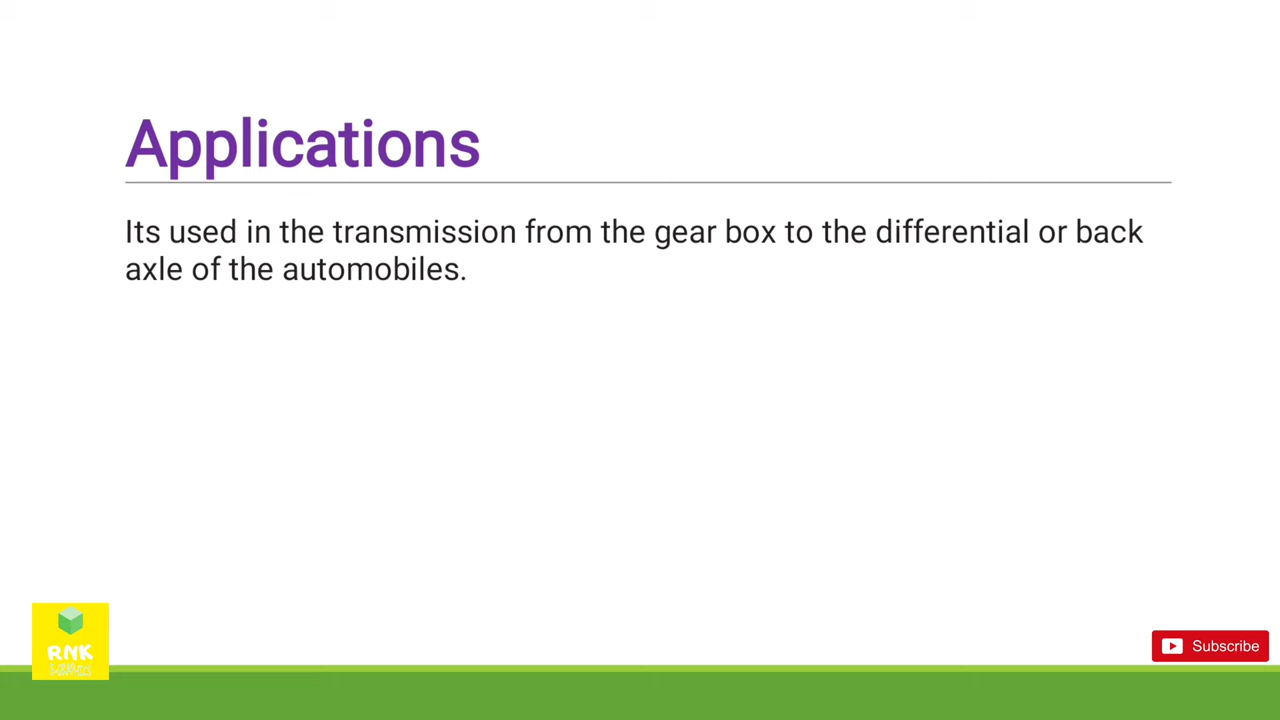 Applications
Its used in the transmission from the gear box to the differential or back
axle of the automobiles.
RNK
Subscribe